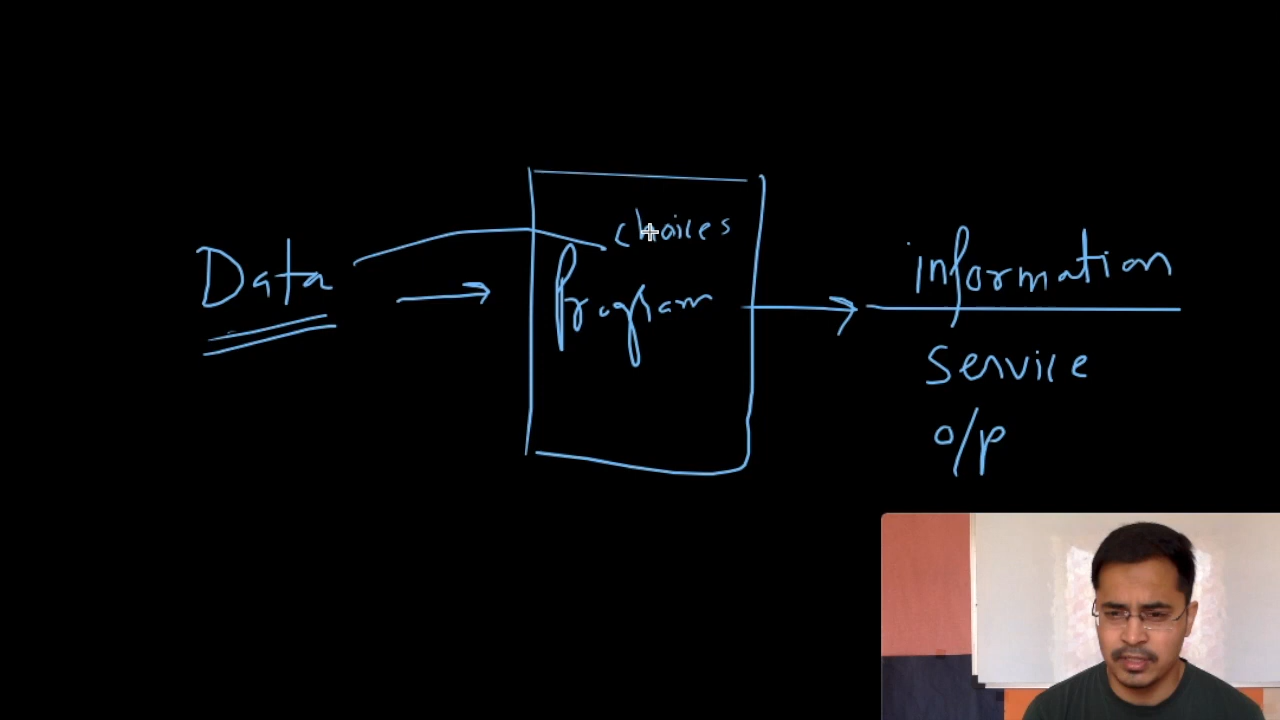 Data
choices
Program
information
Service
o/p